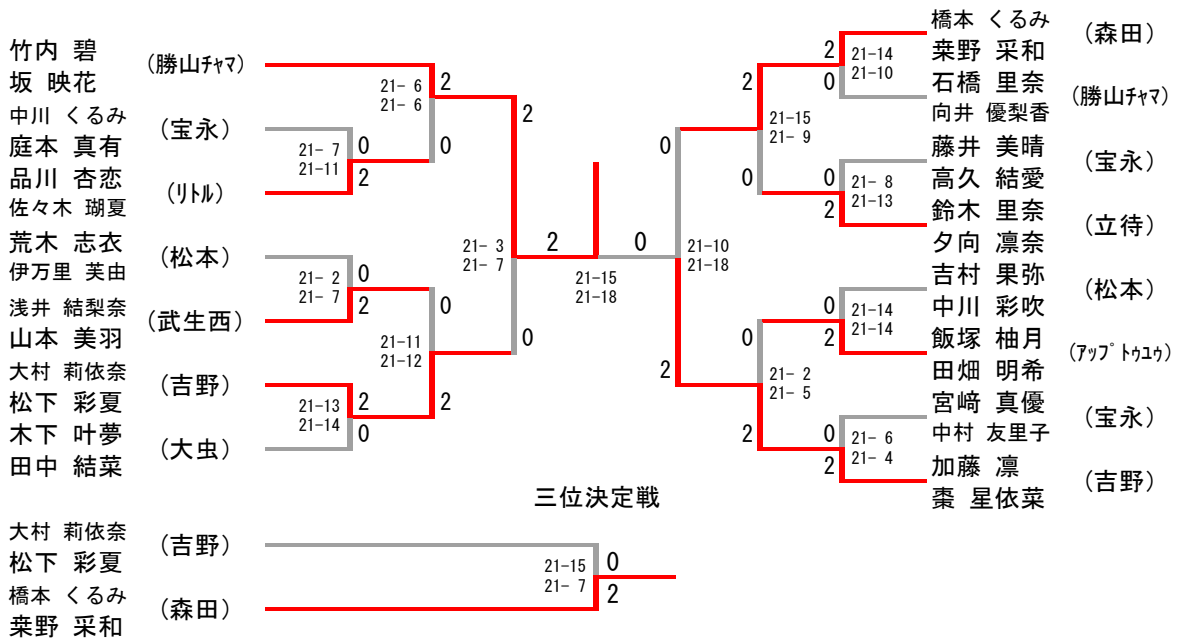 竹内 碧
坂 映花
(勝山ﾁｬﾏ)
中川 くるみ
庭本 真有
(宝永)
品川 杏恋
佐々木 瑚夏
(ﾘﾄﾙ)
荒木 志衣
伊万里 芙由
(松本)
浅井 結梨奈
山本 美羽
(武生西)
大村 莉依奈
松下 彩夏
(吉野)
木下 叶夢
田中 結菜
(大虫)
21- 6
21- 6
2
0
21- 7
21-11
0
2
21- 2
21- 7
0
2
21-11
21-12
0
2
21-13
21-14
2
0
21- 3
21- 7
2
0
2
0
21-15
21-18
橋本 くるみ
桒野 采和
(森田)
石橋 里奈
向井 優梨香
(勝山ﾁｬﾏ)
藤井 美晴
高久 結愛
(宝永)
鈴木 里奈
夕向 凛奈
(立待)
吉村 果弥
中川 彩吹
(松本)
飯塚 柚月
田畑 明希
(ｱｯﾌﾟﾄｩﾕｩ)
宮﨑 真優
中村 友里子
(宝永)
加藤 凛
棗 星依菜
(吉野)
2
0
21-14
21-10
2
0
21-15
21- 9
0
2
21- 8
21-13
0
2
21-10
21-18
0
2
21-14
21-14
0
2
21- 2
21- 5
0
2
21- 6
21- 4
三位決定戦
大村 莉依奈
松下 彩夏
(吉野)
橋本 くるみ
桒野 采和
(森田)
21-15
21- 7
0
2